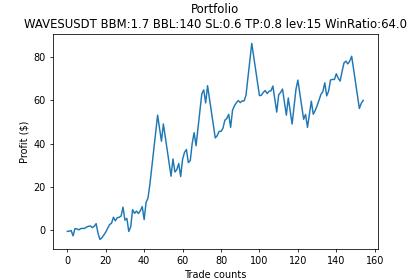 Portfolio
WAVESUSDT BBM:1.7 BBL:140 SL:0.6 TP:0.8 lev:15 WinRatio:64.0
80
60
40
20
0
Profit ($)
0 20 40 60 80 100 120 140 160
Trade counts